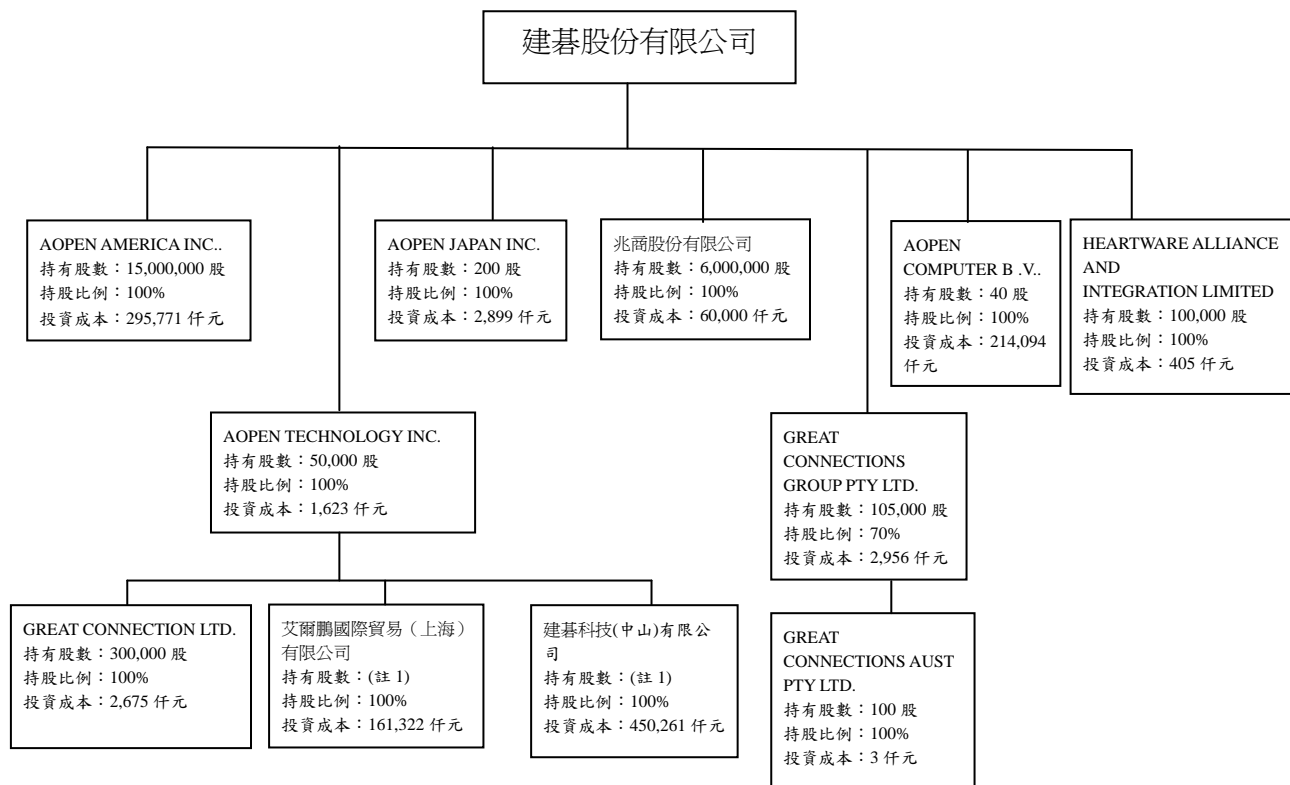 建碁股份有限公司
AOPEN AMERICA INC..
持有股數：15,000,000 股
持股比例：100%
投資成本：295,771 仟元
AOPEN JAPAN INC.
持有股數：200 股
持股比例：100%
投資成本：2,899 仟元
兆喬股份有限公司
持有股數：6,000,000 股
持股比例：100%
投資成本：60,000 仟元
AOPEN
COMPUTER B .V..
持有股數：40 股
持股比例：100%
投資成本：214,094
仟元
HEARTWARE ALLIANCE
AND
INTEGRATION LIMITED
持有股數：100,000 股
持股比例：100%
投資成本：405 仟元
AOPEN TECHNOLOGY INC.
持有股數：50,000 股
持股比例：100%
投資成本：1,623 仟元
GREAT
CONNECTIONS
GROUP PTY LTD.
持有股數：105,000 股
持股比例：70%
投資成本：2,956 仟元
GREAT CONNECTION LTD.
持有股數：300,000 股
持股比例：100%
投資成本：2,675 仟元
艾爾鵬國際貿易（上海）
有限公司
持有股數：(註 1)
持股比例：100%
投資成本：161,322 仟元
建碁科技(中山)有限公
司
持有股數：(註 1)
持股比例：100%
投資成本：450,261 仟元
GREAT
CONNECTIONS AUST
PTY LTD.
持有股數：100 股
持股比例：100%
投資成本：3 仟元